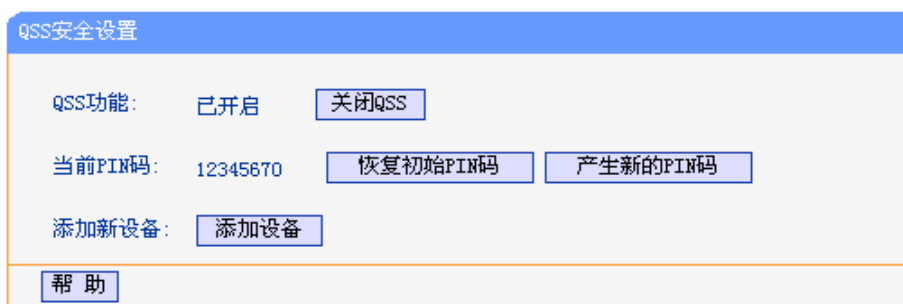 QSS安全设置
QSS功能: 已开启 关闭QSS
当前PIN码: 12345670 恢复初始PIN码 产生新的PIN码
添加新设备: 添加设备
帮 助